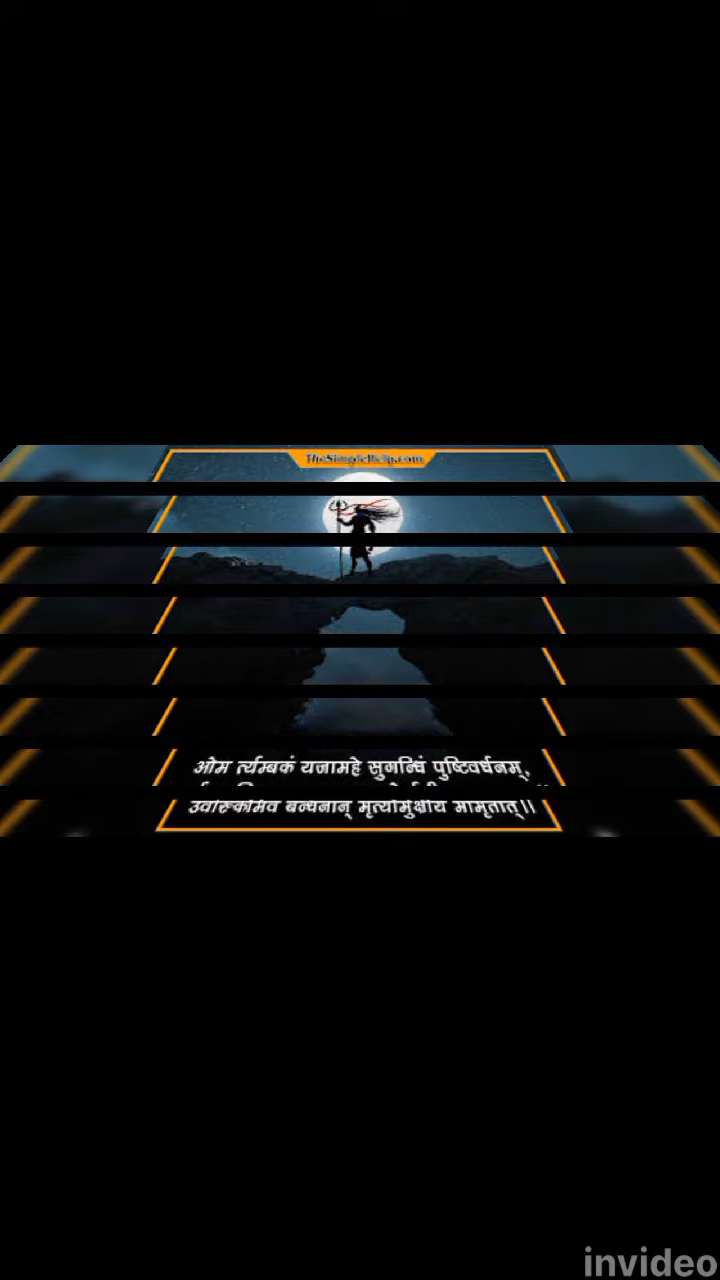 TheSimpleHelp.com
ओम त्र्यम्बकं यजामहे सुगन्धिं पुष्टिवर्धनम्,
उर्वारुकमिव बन्धनान् मृत्योर्मुक्षीय मामृतात्।।
invideo